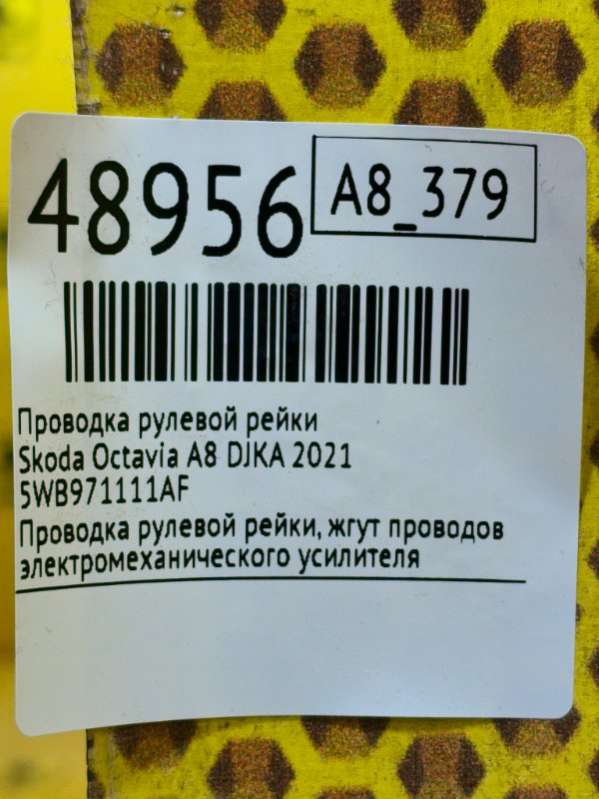 48956
A8_379
Проводка рулевой рейки
Skoda Octavia A8 DJKA 2021
5WB971111AF
Проводка рулевой рейки, жгут проводов
электромеханического усилителя